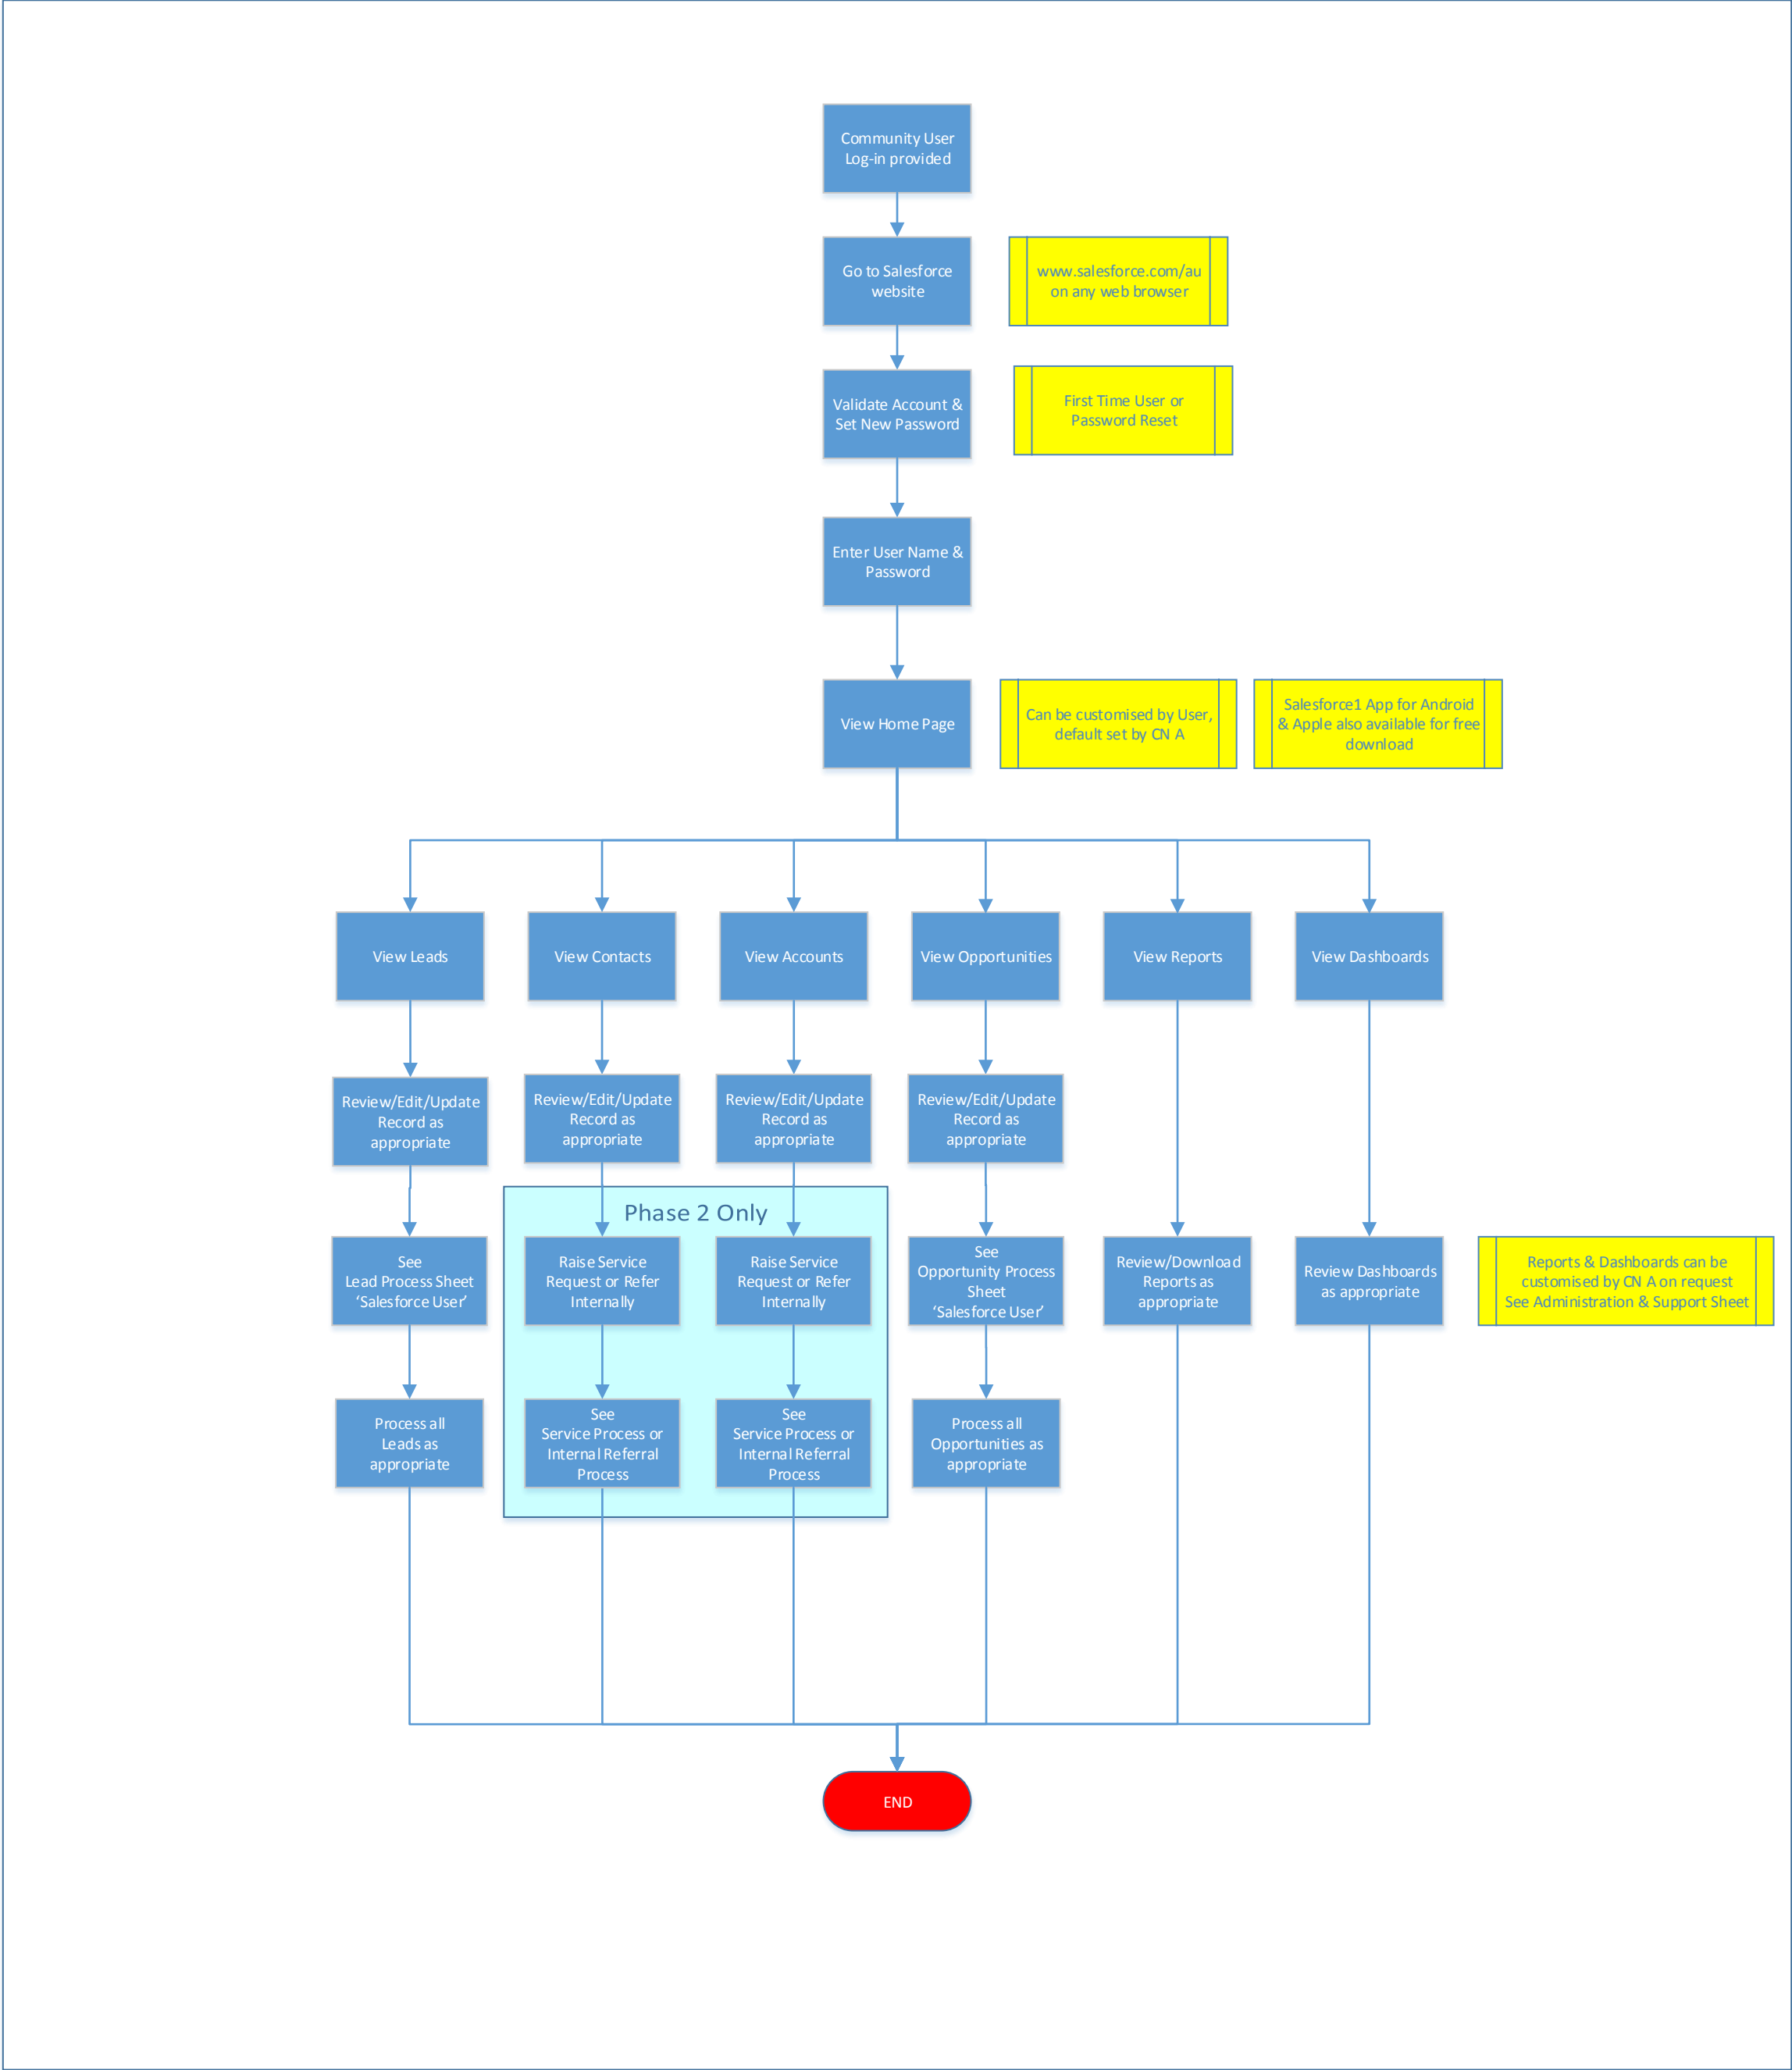 Community User
Log-in provided
Go to Salesforce
website
www.salesforce.com/au
on any web browser
Validate Account &
Set New Password
First Time User or
Password Reset
Enter User Name &
Password
View Home Page
Can be customised by User,
default set by CN A
Salesforce1 App for Android
& Apple also available for free
download
View Leads
View Contacts
View Accounts
View Opportunities
View Reports
View Dashboards
Review/Edit/Update
Record as
appropriate
Review/Edit/Update
Record as
appropriate
Review/Edit/Update
Record as
appropriate
Review/Edit/Update
Record as
appropriate
Phase 2 Only
See
Lead Process Sheet
‘Salesforce User’
Raise Service
Request or Refer
Internally
Raise Service
Request or Refer
Internally
See
Opportunity Process
Sheet
‘Salesforce User’
Review/Download
Reports as
appropriate
Review Dashboards
as appropriate
Reports & Dashboards can be
customised by CN A on request
See Administration & Support Sheet
Process all
Leads as
appropriate
See
Service Process or
Internal Referral
Process
See
Service Process or
Internal Referral
Process
Process all
Opportunities as
appropriate
END